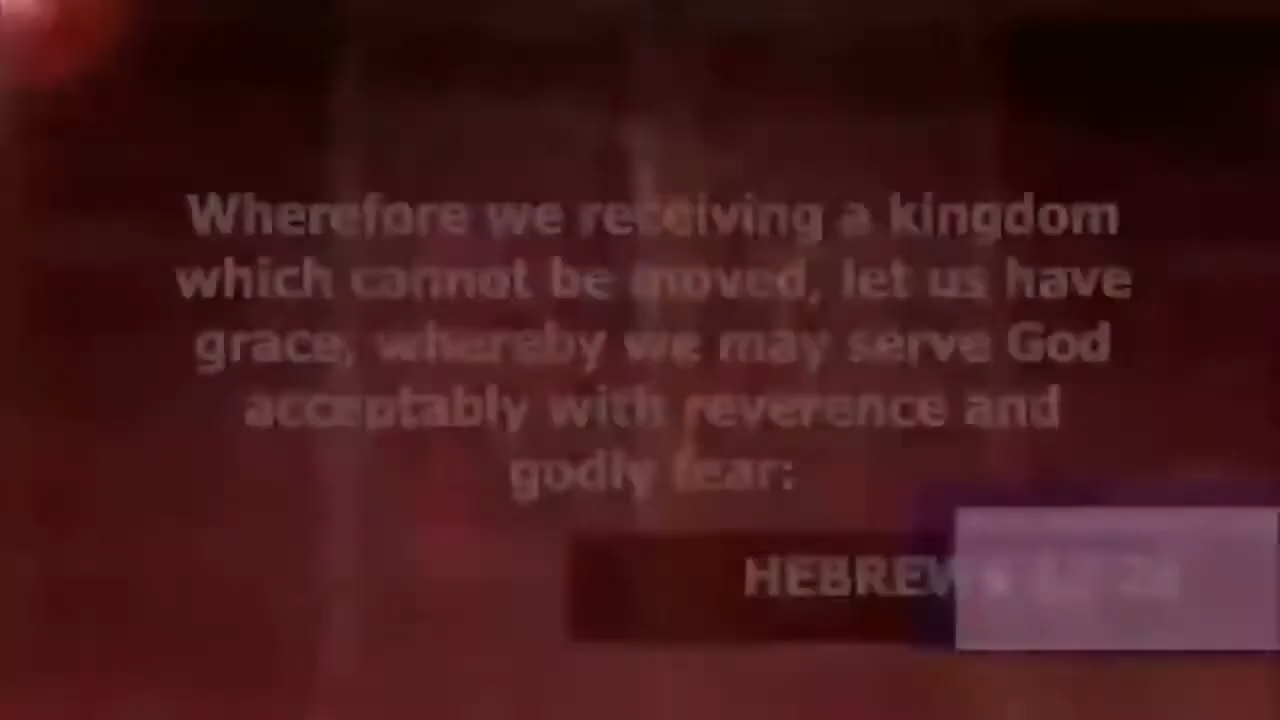 Wherefore we receiving a kingdom
which cannot be moved, let us have
grace, whereby we may serve God
acceptably with reverence and
godly fear:
HEBREWS